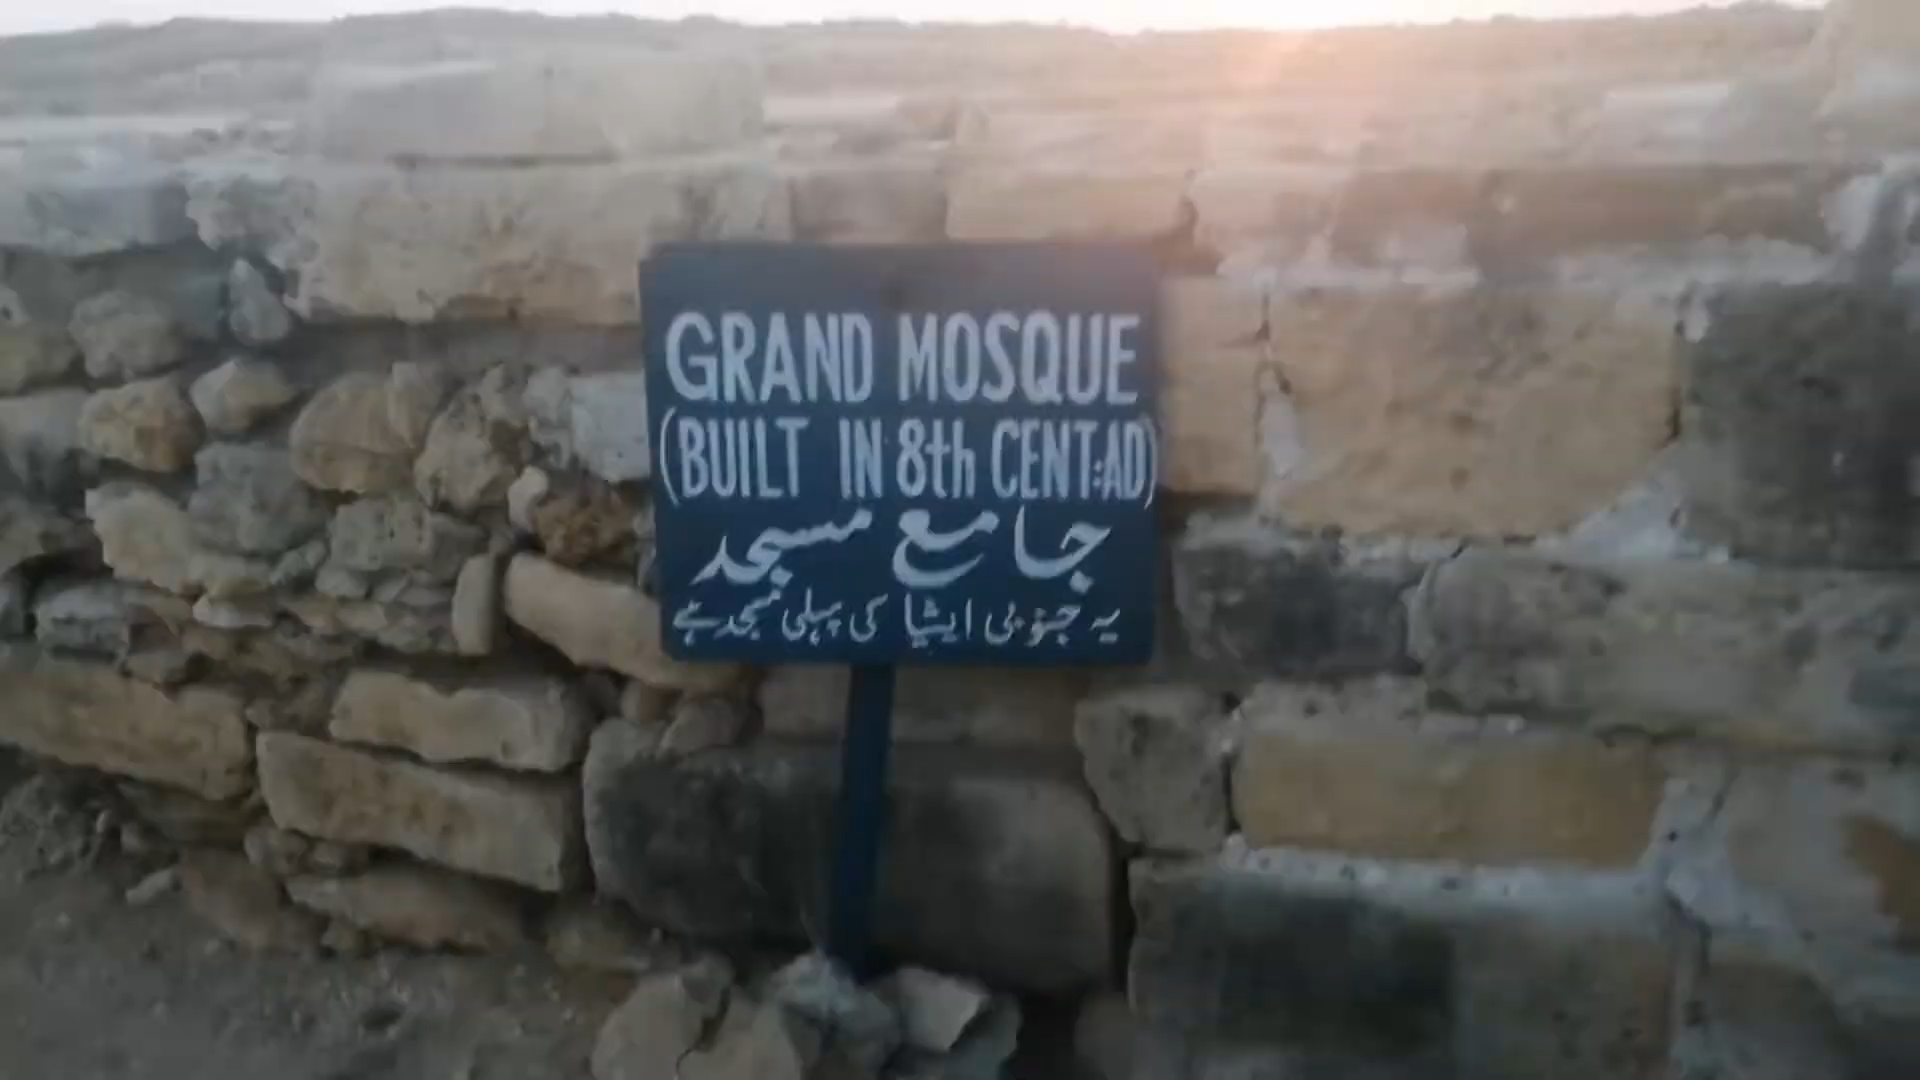 GRAND MOSQUE
(BUILT IN 8th CENT:AD)
جامع مسجد
یہ جنوبی ایشیا کی پہلی مسجد ہے